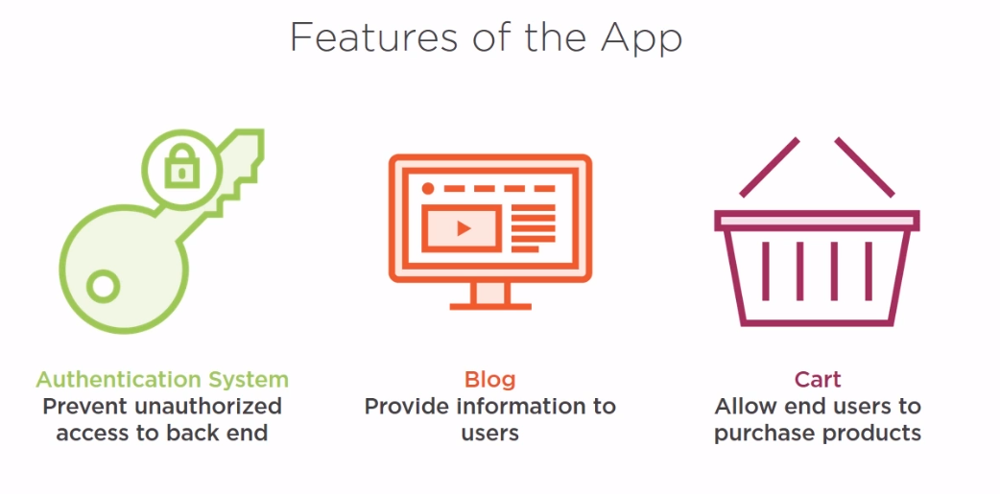 Features of the App
Authentication System
Prevent unauthorized
access to back end
Blog
Provide information to
users
Cart
Allow end users to
purchase products